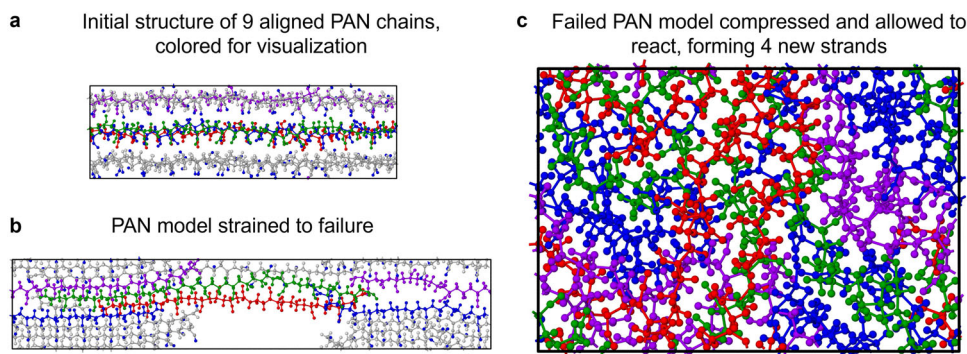 a Initial structure of 9 aligned PAN chains,
colored for visualization
b PAN model strained to failure
c Failed PAN model compressed and allowed to
react, forming 4 new strands